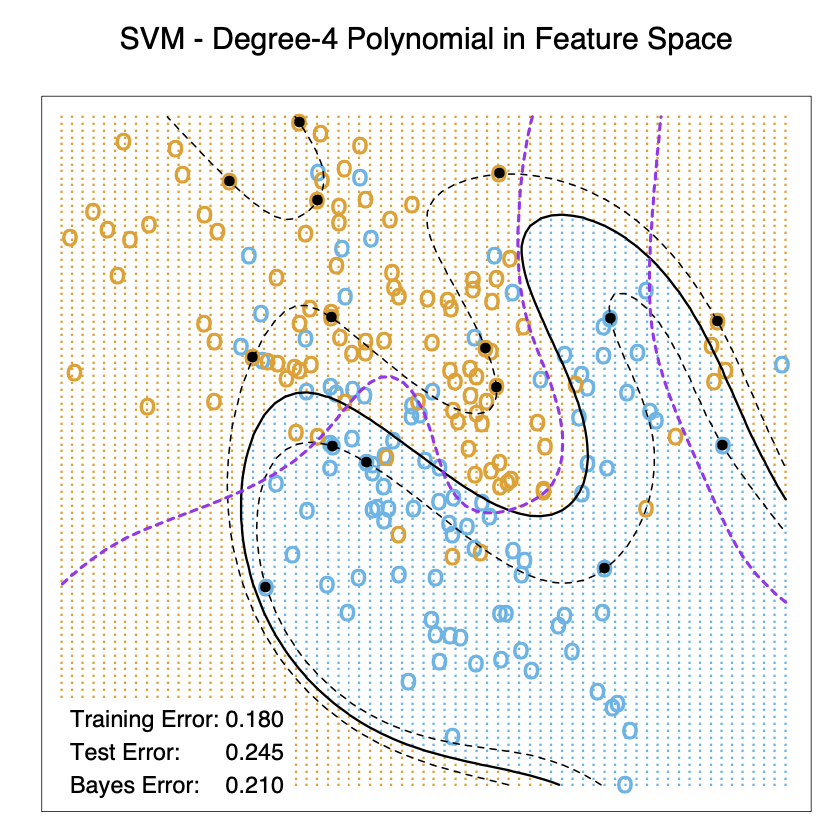 SVM - Degree-4 Polynomial in Feature Space
Training Error: 0.180
Test Error: 0.245
Bayes Error: 0.210